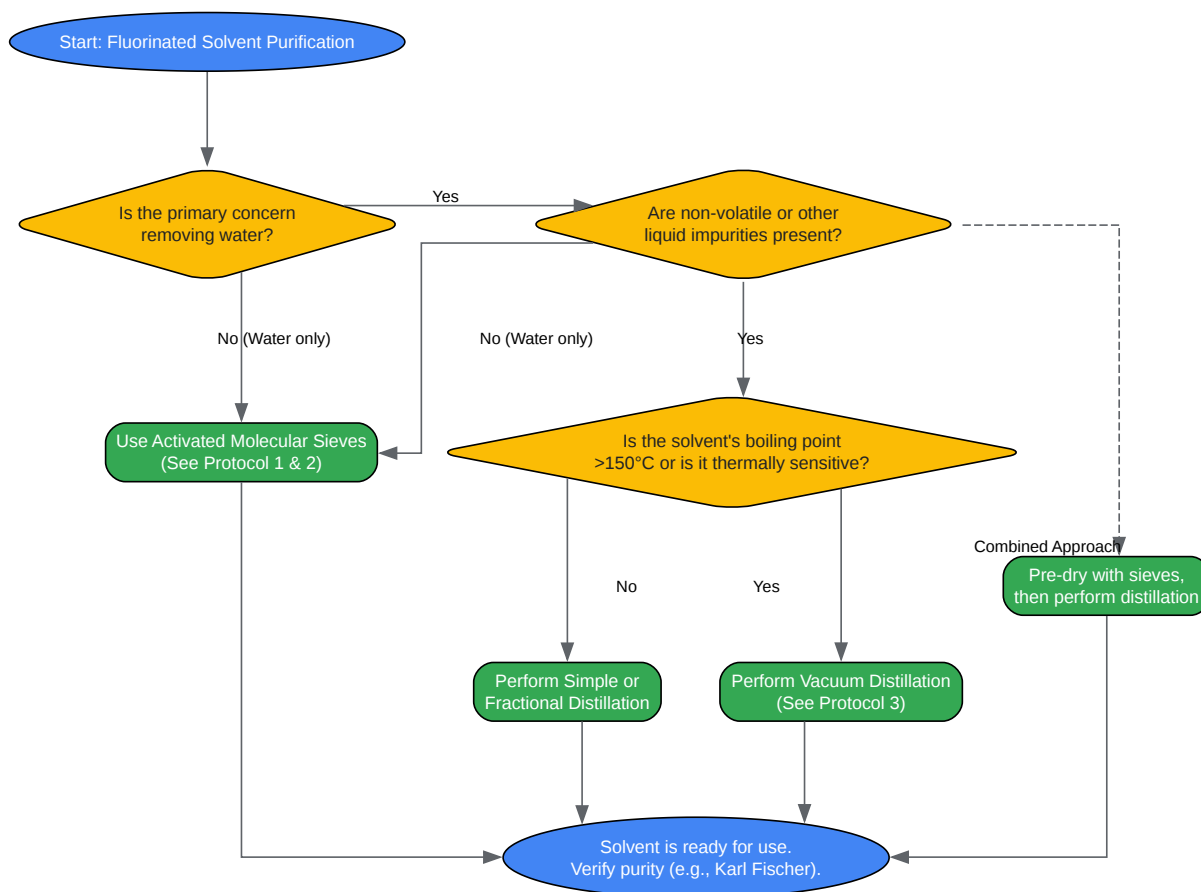 Start: Fluorinated Solvent Purification
Yes
Is the primary concern
removing water?
Are non-volatile or other
liquid impurities present?
No (Water only)
No (Water only)
Yes
Use Activated Molecular Sieves
(See Protocol 1 & 2)
Is the solvent's boiling point
>150°C or is it thermally sensitive?
Combined Approach
No
Yes
Pre-dry with sieves,
then perform distillation
Perform Simple or
Fractional Distillation
Perform Vacuum Distillation
(See Protocol 3)
Solvent is ready for use.
Verify purity (e.g., Karl Fischer).